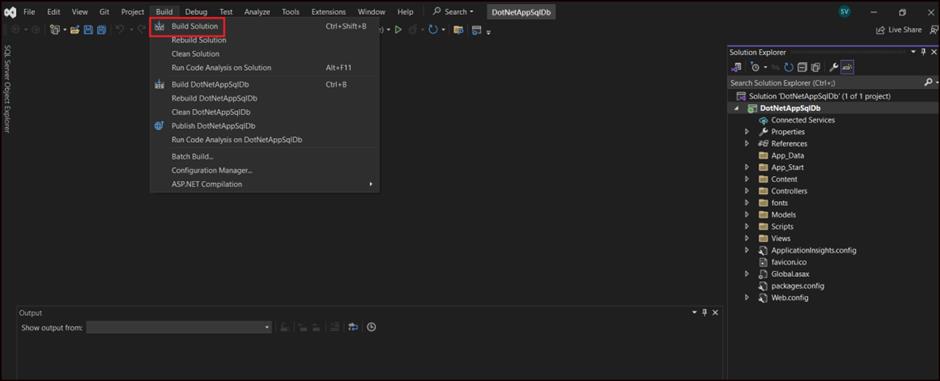 File Edit View Git Project Build Debug Test Analyze Tools Extensions Window Help Search DotNetAppSqlDb SV
Live Share
SQL Server Object Explorer
Build Solution Ctrl+Shift+B
Rebuild Solution
Clean Solution
Run Code Analysis on Solution Alt+F11
Build DotNetAppSqlDb Ctrl+B
Rebuild DotNetAppSqlDb
Clean DotNetAppSqlDb
Publish DotNetAppSqlDb
Run Code Analysis on DotNetAppSqlDb
Batch Build...
Configuration Manager...
ASP.NET Compilation
Solution Explorer
Search Solution Explorer (Ctrl+;)
Solution 'DotNetAppSqlDb' (1 of 1 project)
DotNetAppSqlDb
Connected Services
Properties
References
App_Data
App_Start
Content
Controllers
fonts
Models
Scripts
Views
ApplicationInsights.config
favicon.ico
Global.asax
packages.config
Web.config
Output
Show output from: